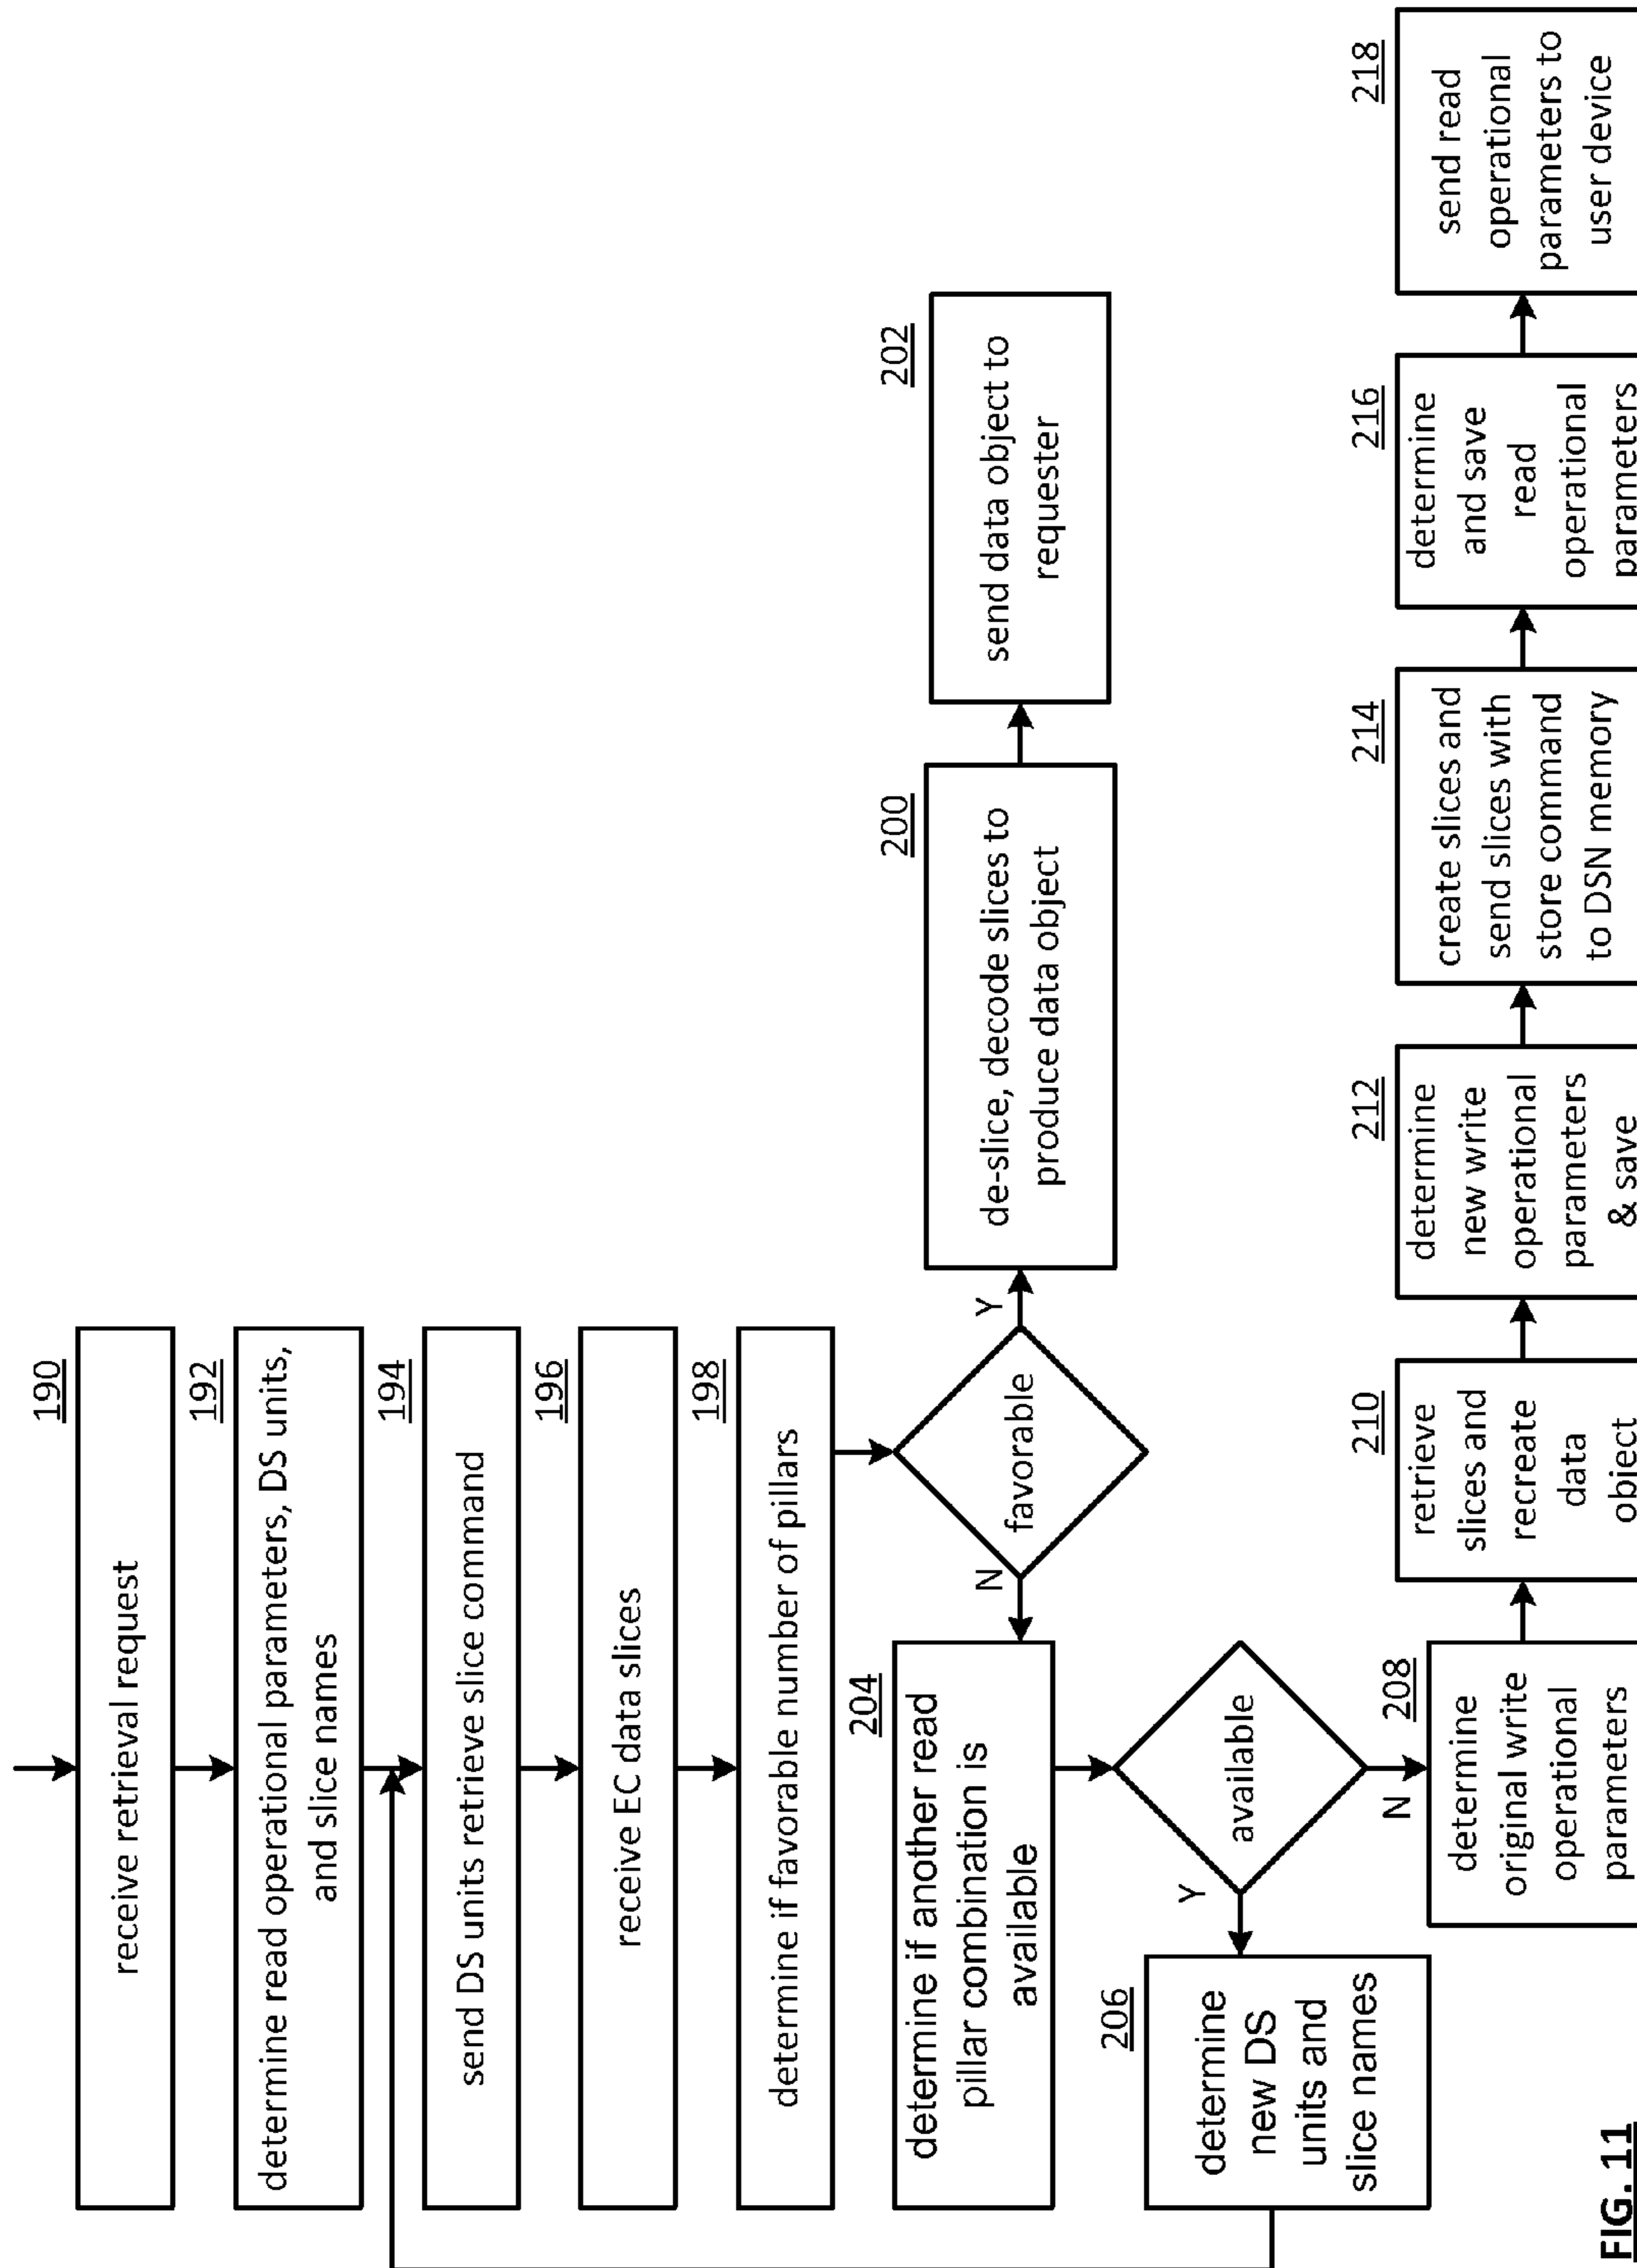 190
receive retrieval request
192
determine read operational parameters, DS units,
and slice names
194
send DS units retrieve slice command
196
receive EC data slices
198
determine if favorable number of pillars
favorable
Y
N
200
de-slice, decode slices to
produce data object
202
send data object to
requester
204
determine if another read
pillar combination is
available
available
Y
N
206
determine
new DS
units and
slice names
208
determine
original write
operational
parameters
210
retrieve
slices and
recreate
data
object
212
determine
new write
operational
parameters
& save
214
create slices and
send slices with
store command
to DSN memory
216
determine
and save
read
operational
parameters
218
send read
operational
parameters to
user device
FIG. 11